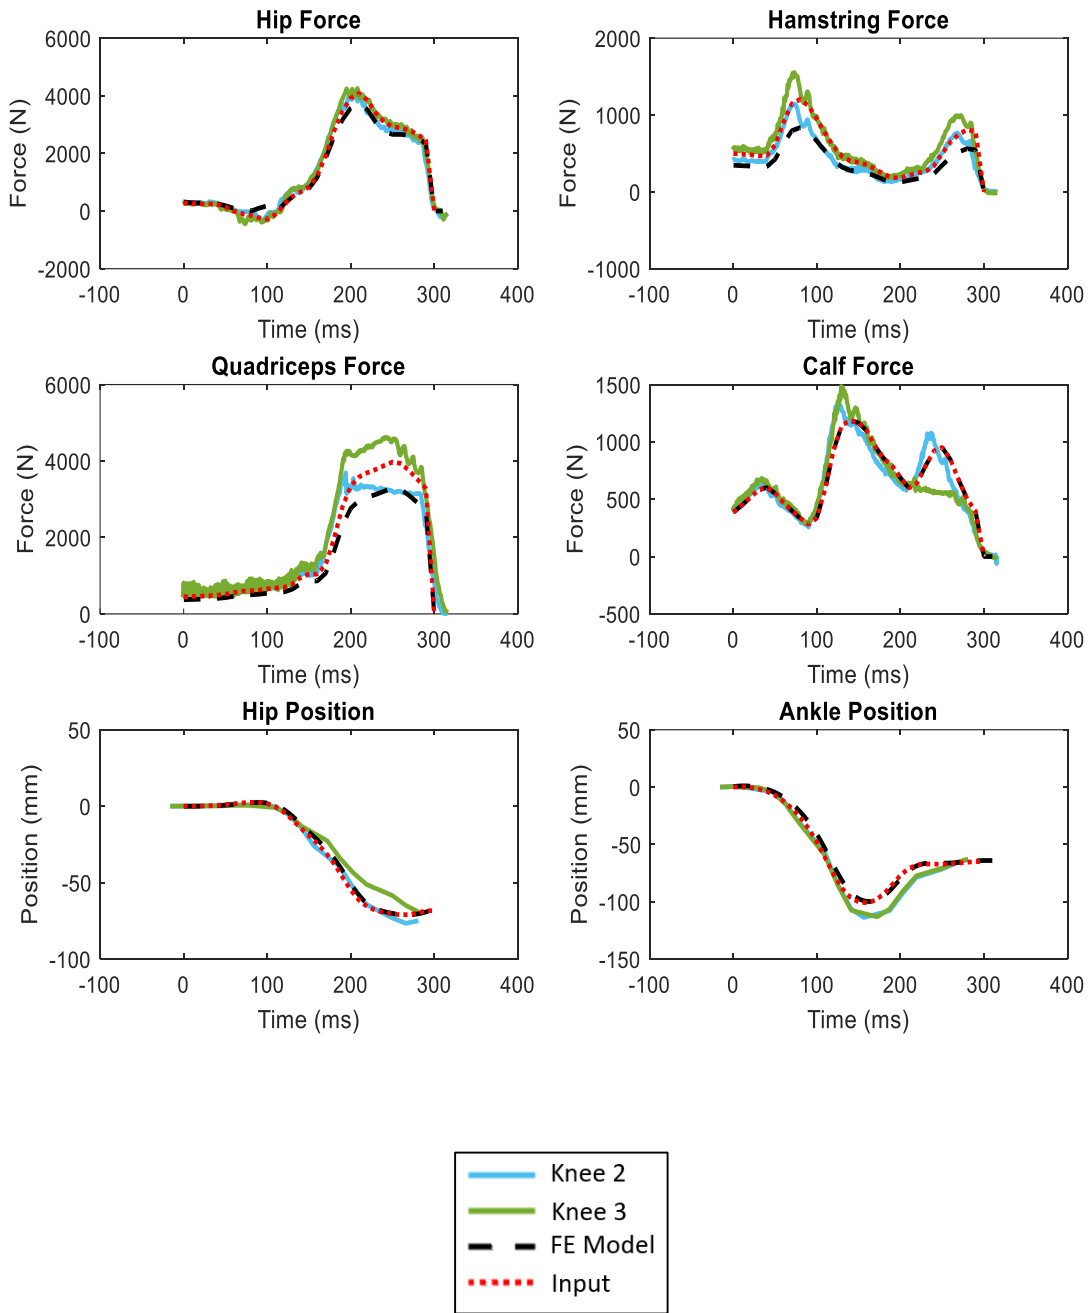 Hip Force
Hamstring Force
6000
4000
2000
0
-2000
Force (N)
-100 0 100 200 300 400
Time (ms)
2000
1000
0
-1000
Force (N)
-100 0 100 200 300 400
Time (ms)
Quadriceps Force
Calf Force
6000
4000
2000
0
Force (N)
-100 0 100 200 300 400
Time (ms)
1500
1000
500
0
-500
Force (N)
-100 0 100 200 300 400
Time (ms)
Hip Position
Ankle Position
50
0
-50
-100
Position (mm)
-100 0 100 200 300 400
Time (ms)
50
0
-50
-100
-150
Position (mm)
-100 0 100 200 300 400
Time (ms)
Knee 2
Knee 3
FE Model
Input